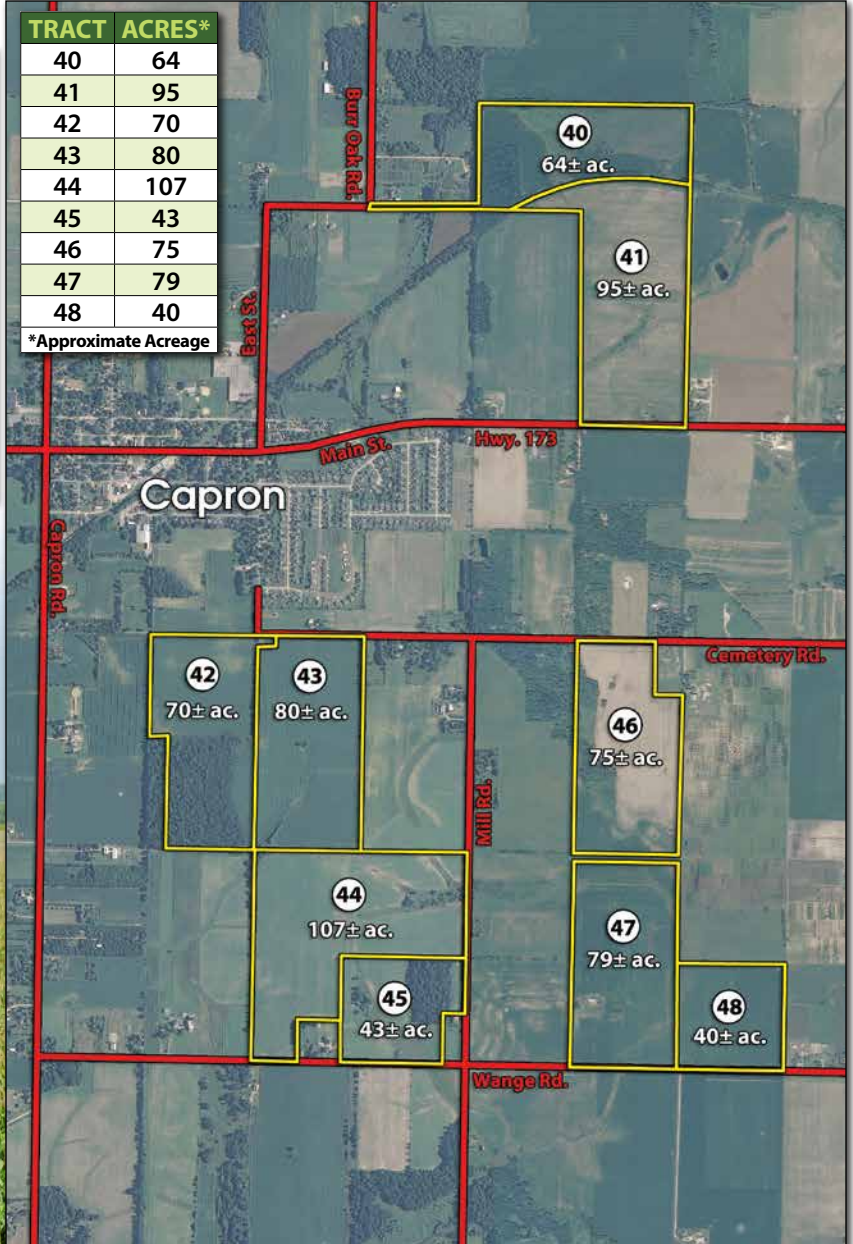 TRACT ACRES*
40 64
41 95
42 70
43 80
44 107
45 43
46 75
47 79
48 40
*Approximate Acreage
Burr Oak Rd.
40
64± ac.
41
95± ac.
East St.
Main St.
Hwy. 173
Capron
Capron Rd.
Cemetery Rd.
42
70± ac.
43
80± ac.
46
75± ac.
Mill Rd.
44
107± ac.
47
79± ac.
45
43± ac.
48
40± ac.
Wange Rd.